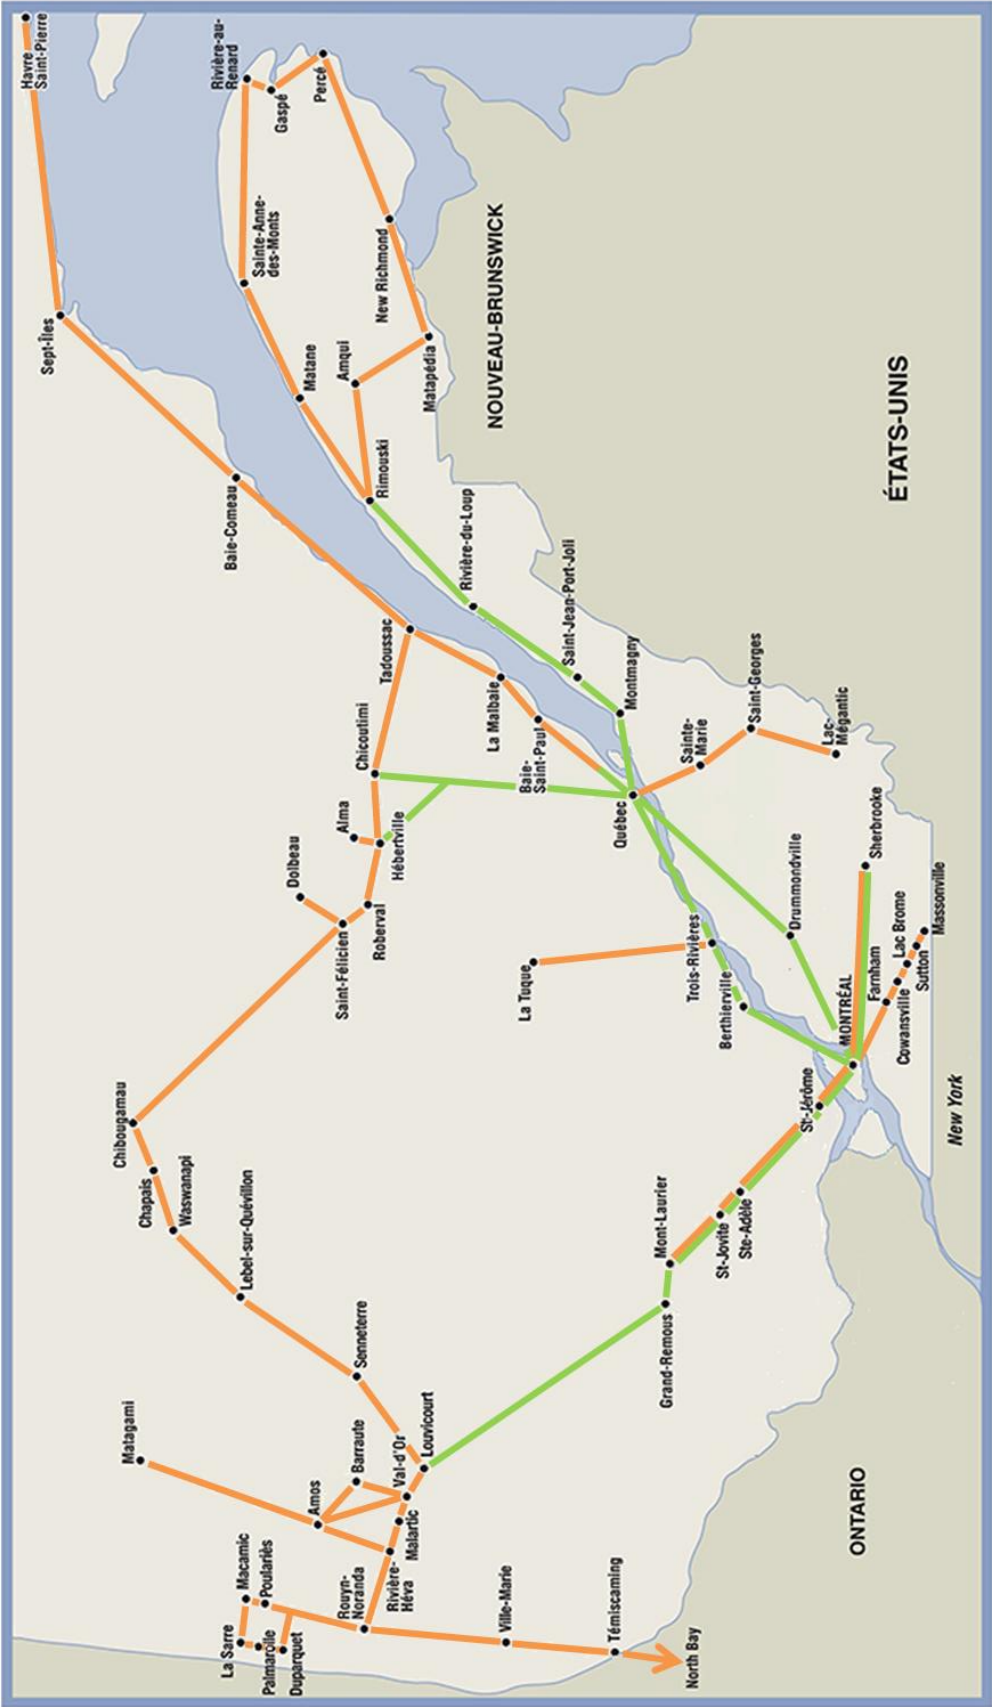 Havre
Saint-Pierre
Sept-Îles
Baie-Comeau
Rivière-au-
Renard
Gaspé
Percé
Sainte-Anne-
des-Monts
New Richmond
Matane
Amqui
Matapédia
Rimouski
NOUVEAU-BRUNSWICK
ÉTATS-UNIS
Rivière-du-Loup
Saint-Jean-Port-Joli
Montmagny
Tadoussac
La Malbaie
Baie-
Saint-Paul
Chicoutimi
Alma
Hébertville
Dolbeau
Roberval
Saint-Félicien
Québec
Sainte-
Marie
Saint-Georges
Lac-
Mégantic
Sherbrooke
Drummondville
La Tuque
Trois-Rivières
Berthierville
MONTRÉAL
Farnham
Cowansville
Lac Brome
Sutton
Massonville
New York
St-Jérôme
Ste-Adèle
St-Jovite
Mont-Laurier
Grand-Remous
Chibougamau
Chapais
Waswanapi
Lebel-sur-Quévillon
Senneterre
Louvicourt
Val-d'Or
Barraute
Matagami
Amos
Malartic
Rivière-
Héva
Rouyn-
Noranda
Macamic
Poulariès
La Sarre
Palmarolle
Duparquet
Ville-Marie
Témiscaming
North Bay
ONTARIO